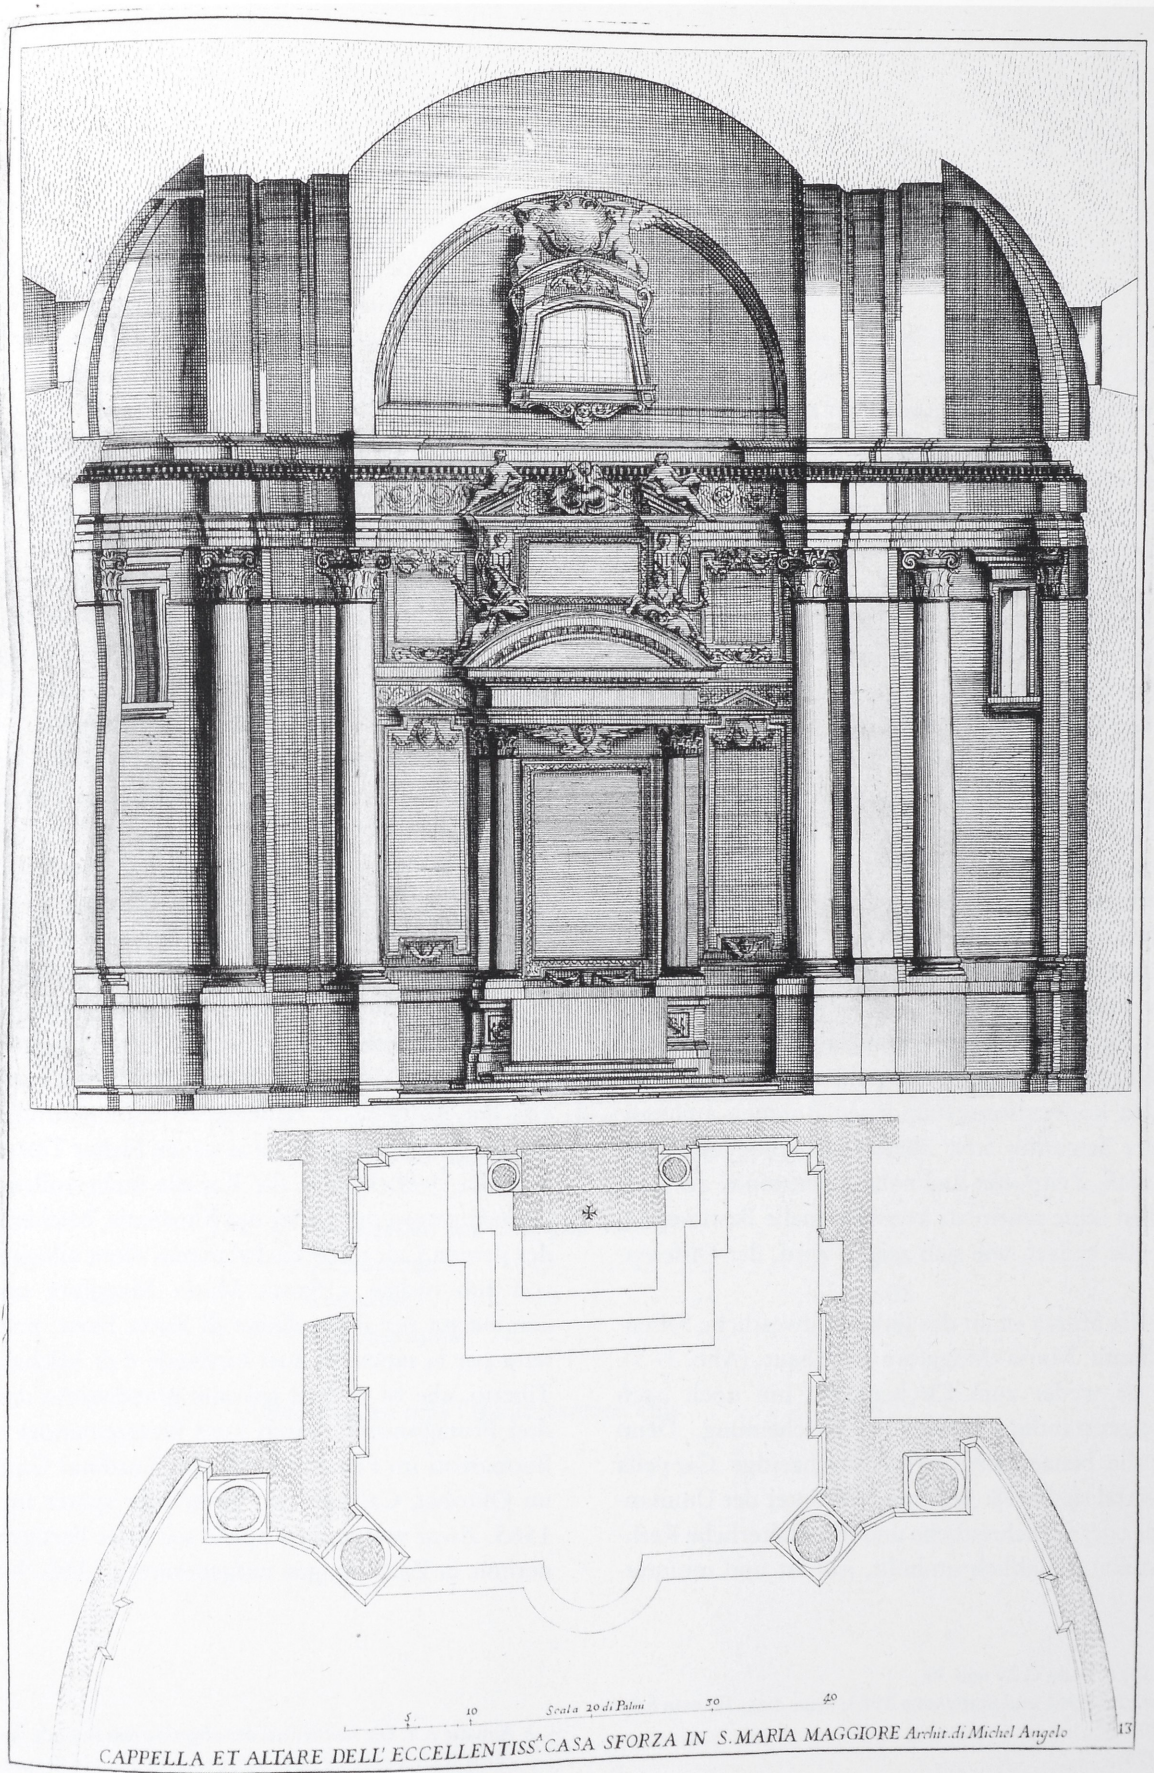 5 10 Scala 20 di Palmi 30 40
CAPPELLA ET ALTARE DELL' ECCELLENTISS.ᴬ CASA SFORZA IN S. MARIA MAGGIORE Archit. di Michel Angelo
13